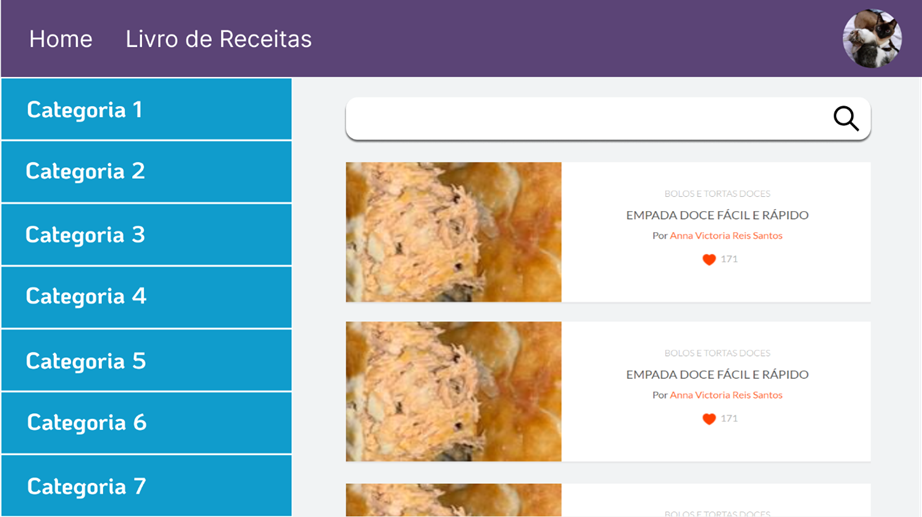 Home Livro de Receitas
Categoria 1
Categoria 2
Categoria 3
Categoria 4
Categoria 5
Categoria 6
Categoria 7
BOLOS E TORTAS DOCES
EMPADA DOCE FÁCIL E RÁPIDO
Por Anna Victoria Reis Santos
171
BOLOS E TORTAS DOCES
EMPADA DOCE FÁCIL E RÁPIDO
Por Anna Victoria Reis Santos
171
BOLOS E TORTAS DOCES